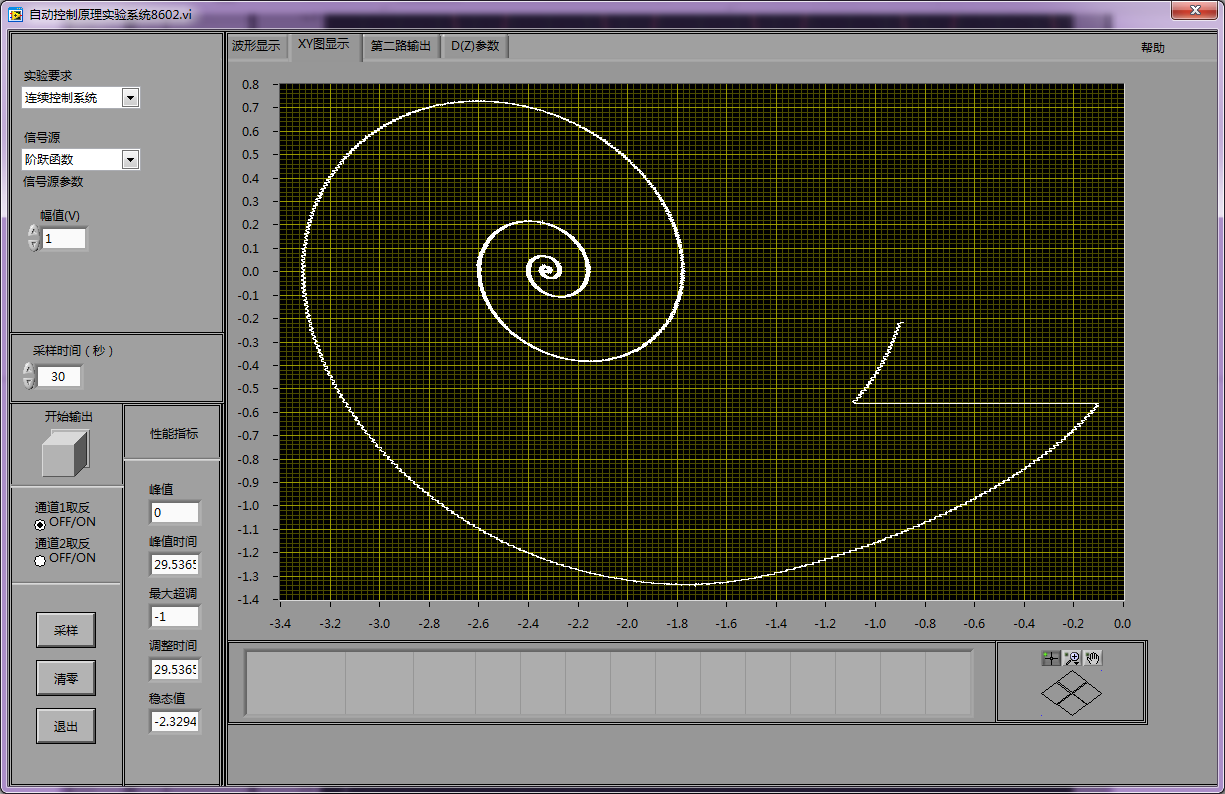 自动控制原理实验系统8602.vi
波形显示 XY图显示 第二路输出 D(Z)参数 帮助
实验要求
连续控制系统
信号源
阶跃函数
信号源参数
幅值(V)
1
采样时间（秒）
30
开始输出
通道1取反
OFF/ON
通道2取反
OFF/ON
采样
清零
退出
性能指标
峰值
0
峰值时间
29.5365
最大超调
-1
调整时间
29.5365
稳态值
-2.3294
0.8
0.7
0.6
0.5
0.4
0.3
0.2
0.1
0.0
-0.1
-0.2
-0.3
-0.4
-0.5
-0.6
-0.7
-0.8
-0.9
-1.0
-1.1
-1.2
-1.3
-1.4
-3.4 -3.2 -3.0 -2.8 -2.6 -2.4 -2.2 -2.0 -1.8 -1.6 -1.4 -1.2 -1.0 -0.8 -0.6 -0.4 -0.2 0.0